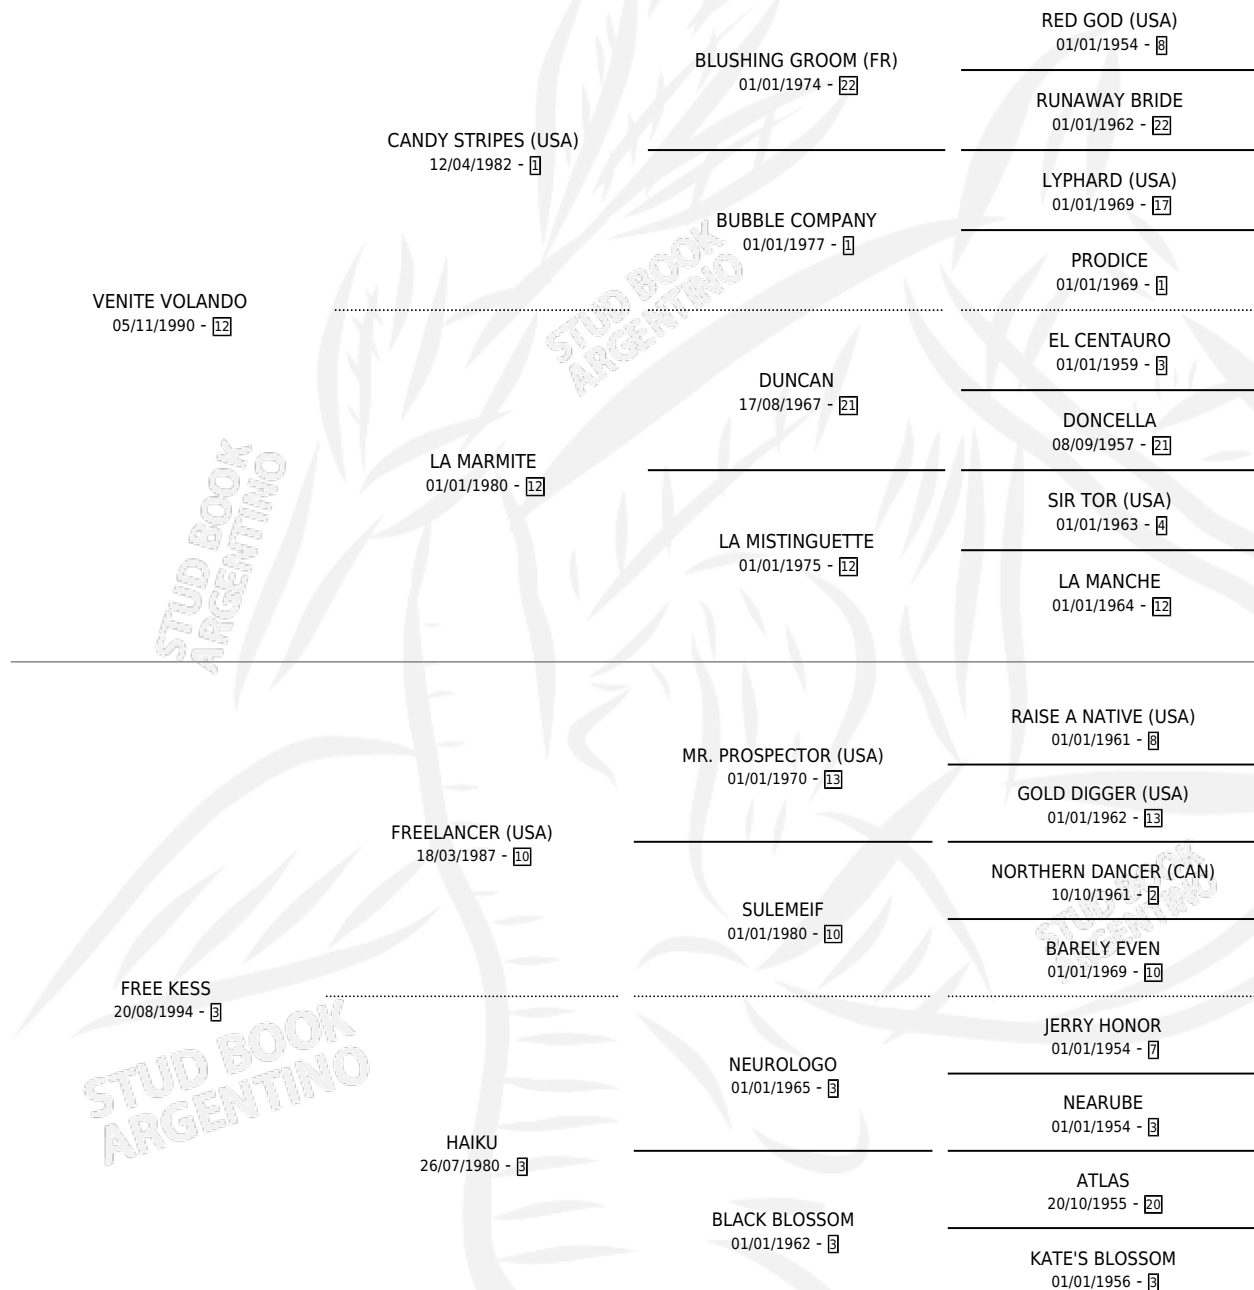 RED GOD (USA)
01/01/1954 - 8
BLUSHING GROOM (FR)
01/01/1974 - 22
RUNAWAY BRIDE
01/01/1962 - 22
CANDY STRIPES (USA)
12/04/1982 - 1
LYPHARD (USA)
01/01/1969 - 17
BUBBLE COMPANY
01/01/1977 - 1
PRODICE
01/01/1969 - 1
VENITE VOLANDO
05/11/1990 - 12
STUD BOOK
ARGENTINO
EL CENTAURO
01/01/1959 - 3
DUNCAN
17/08/1967 - 21
DONCELLA
08/09/1957 - 21
LA MARMITE
01/01/1980 - 12
SIR TOR (USA)
01/01/1963 - 4
LA MISTINGUETTE
01/01/1975 - 12
LA MANCHE
01/01/1964 - 12
STUD BOOK
ARGENTINO
RAISE A NATIVE (USA)
01/01/1961 - 8
MR. PROSPECTOR (USA)
01/01/1970 - 13
GOLD DIGGER (USA)
01/01/1962 - 13
FREELANCER (USA)
18/03/1987 - 10
NORTHERN DANCER (CAN)
10/10/1961 - 2
SULEMEIF
01/01/1980 - 10
STUD BOOK
ARGENTINO
BARELY EVEN
01/01/1969 - 10
FREE KESS
20/08/1994 - 3
STUD BOOK
ARGENTINO
JERRY HONOR
01/01/1954 - 7
NEUROLOGO
01/01/1965 - 3
NEARUBE
01/01/1954 - 3
HAIKU
26/07/1980 - 3
ATLAS
20/10/1955 - 20
BLACK BLOSSOM
01/01/1962 - 3
KATE'S BLOSSOM
01/01/1956 - 3